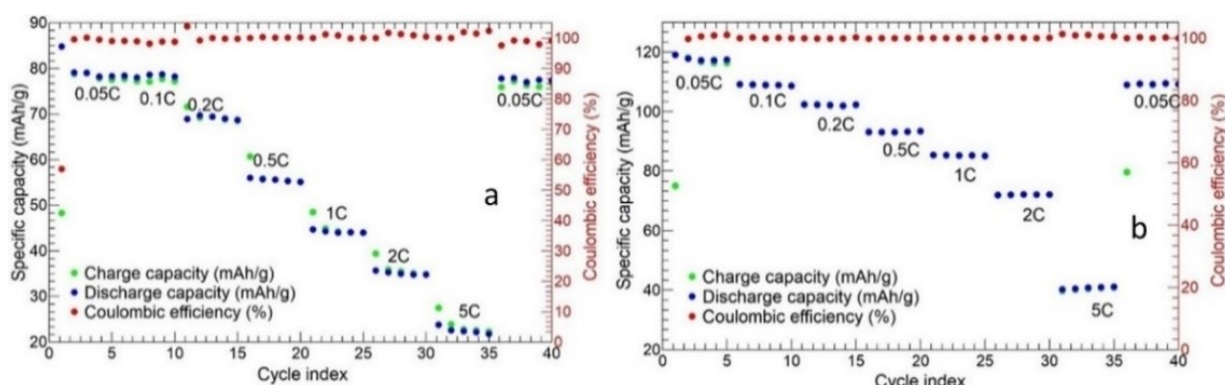 90
80
70
60
50
40
30
20
0
5
10
15
20
25
30
35
40
100
90
80
70
60
50
40
30
20
10
0
Specific capacity (mAh/g)
Coulombic efficiency (%)
Cycle index
0.05C
0.1C
0.2C
0.5C
1C
2C
5C
0.05C
a
Charge capacity (mAh/g)
Discharge capacity (mAh/g)
Coulombic efficiency (%)
120
100
80
60
40
20
0
5
10
15
20
25
30
35
40
100
80
60
40
20
0
Specific capacity (mAh/g)
Coulombic efficiency (%)
Cycle index
0.05C
0.1C
0.2C
0.5C
1C
2C
5C
0.05C
b
Charge capacity (mAh/g)
Discharge capacity (mAh/g)
Coulombic efficiency (%)